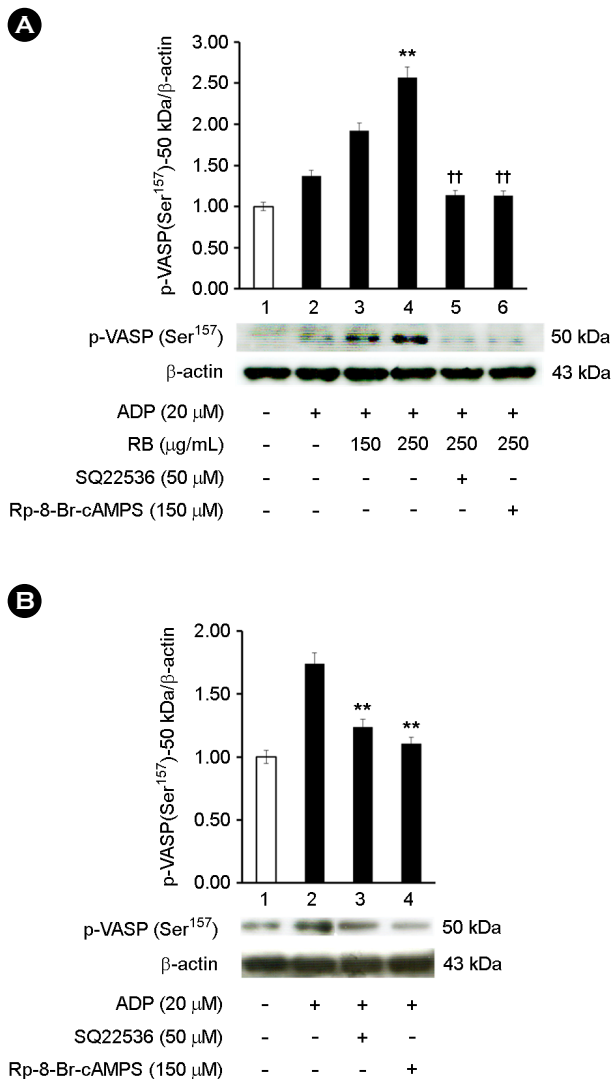 A
p-VASP(Ser157)-50 kDa/β-actin
3.00
2.50
2.00
1.50
1.00
0.50
0.00
**
††
††
1 2 3 4 5 6
p-VASP (Ser157) 50 kDa
β-actin 43 kDa
ADP (20 μM) - + + + + +
RB (μg/mL) - - 150 250 250 250
SQ22536 (50 μM) - - - - + -
Rp-8-Br-cAMPS (150 μM) - - - - - +
B
p-VASP(Ser157)-50 kDa/β-actin
2.00
1.50
1.00
0.50
0.00
**
**
1 2 3 4
p-VASP (Ser157) 50 kDa
β-actin 43 kDa
ADP (20 μM) - + + +
SQ22536 (50 μM) - - + -
Rp-8-Br-cAMPS (150 μM) - - - +